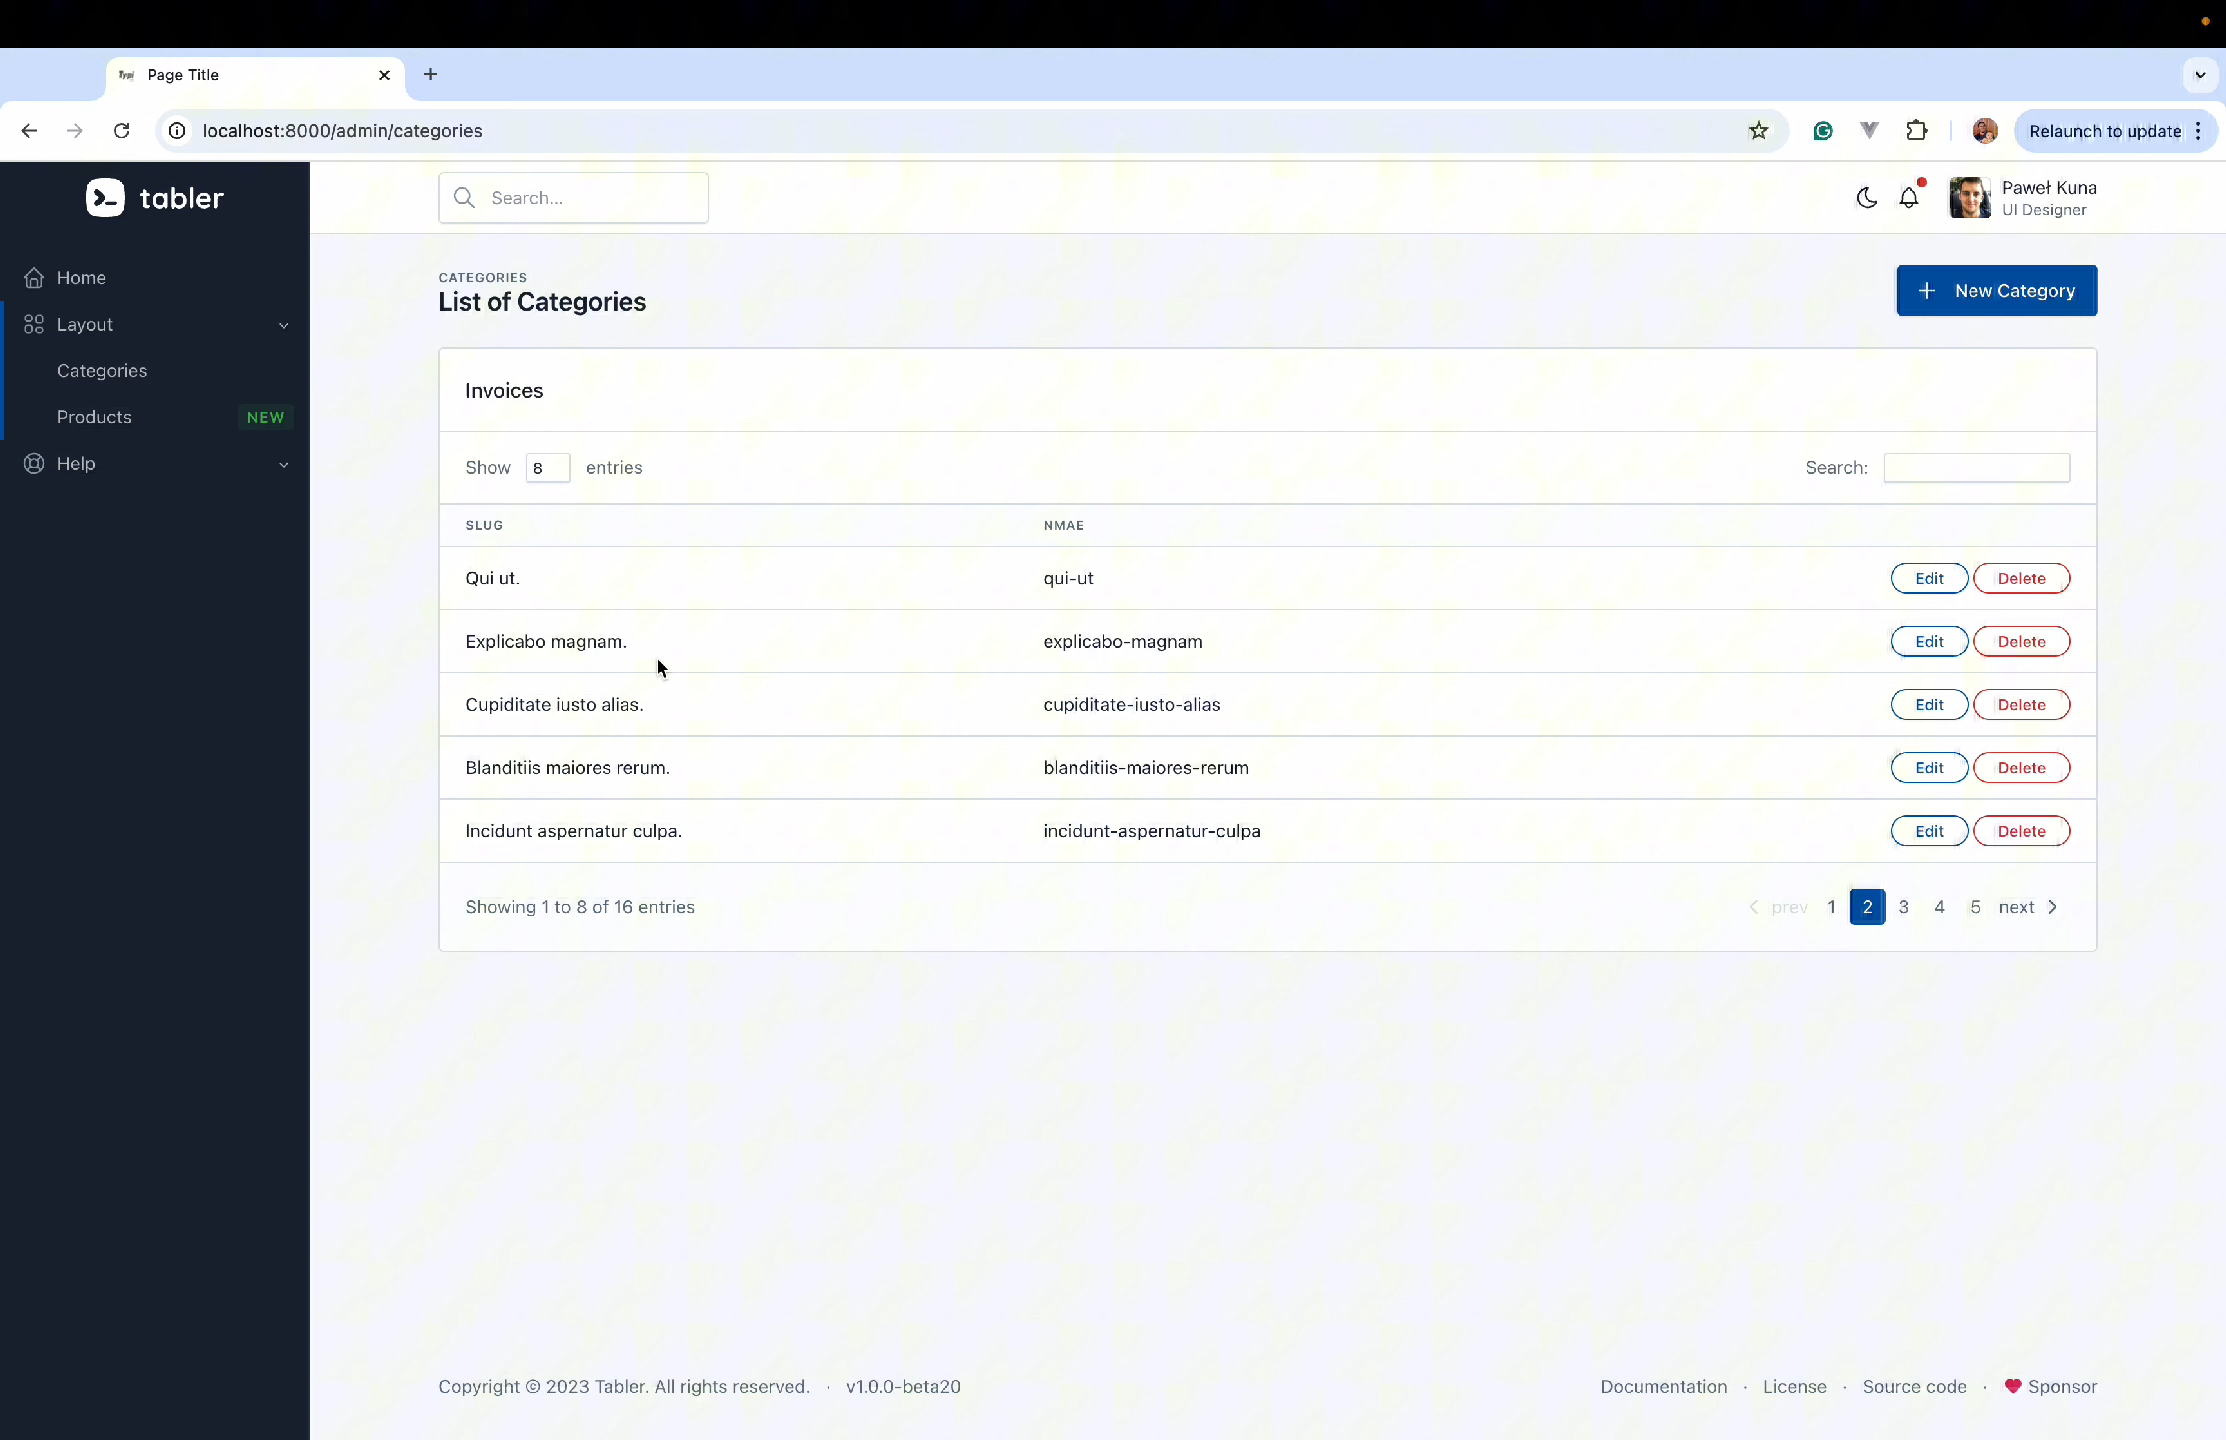 Page Title
localhost:8000/admin/categories
Relaunch to update
tabler
Search...
Paweł Kuna
UI Designer
Home
Layout
Categories
Products NEW
Help
CATEGORIES
List of Categories
New Category
Invoices
Show 8 entries
Search:
SLUG NMAE
Qui ut. qui-ut Edit Delete
Explicabo magnam. explicabo-magnam Edit Delete
Cupiditate iusto alias. cupiditate-iusto-alias Edit Delete
Blanditiis maiores rerum. blanditiis-maiores-rerum Edit Delete
Incidunt aspernatur culpa. incidunt-aspernatur-culpa Edit Delete
Showing 1 to 8 of 16 entries
prev 1 2 3 4 5 next
Copyright © 2023 Tabler. All rights reserved. · v1.0.0-beta20
Documentation · License · Source code · Sponsor